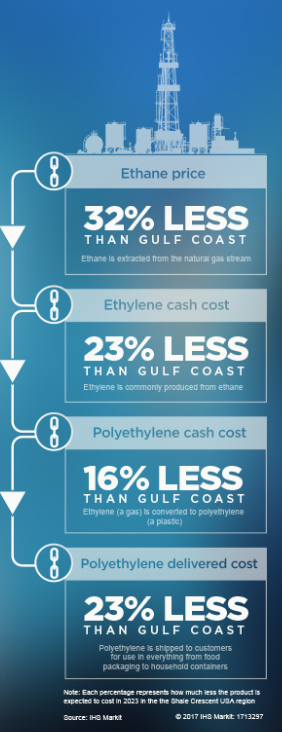 Ethane price
32% LESS
THAN GULF COAST
Ethane is extracted from the natural gas stream
Ethylene cash cost
23% LESS
THAN GULF COAST
Ethylene is commonly produced from ethane
Polyethylene cash cost
16% LESS
THAN GULF COAST
Ethylene (a gas) is converted to polyethylene
(a plastic)
Polyethylene delivered cost
23% LESS
THAN GULF COAST
Polyethylene is shipped to customers
for use in everything from food
packaging to household containers
Note: Each percentage represents how much less the product is
expected to cost in 2023 in the the Shale Crescent USA region
Source: IHS Markit
© 2017 IHS Markit: 1713297